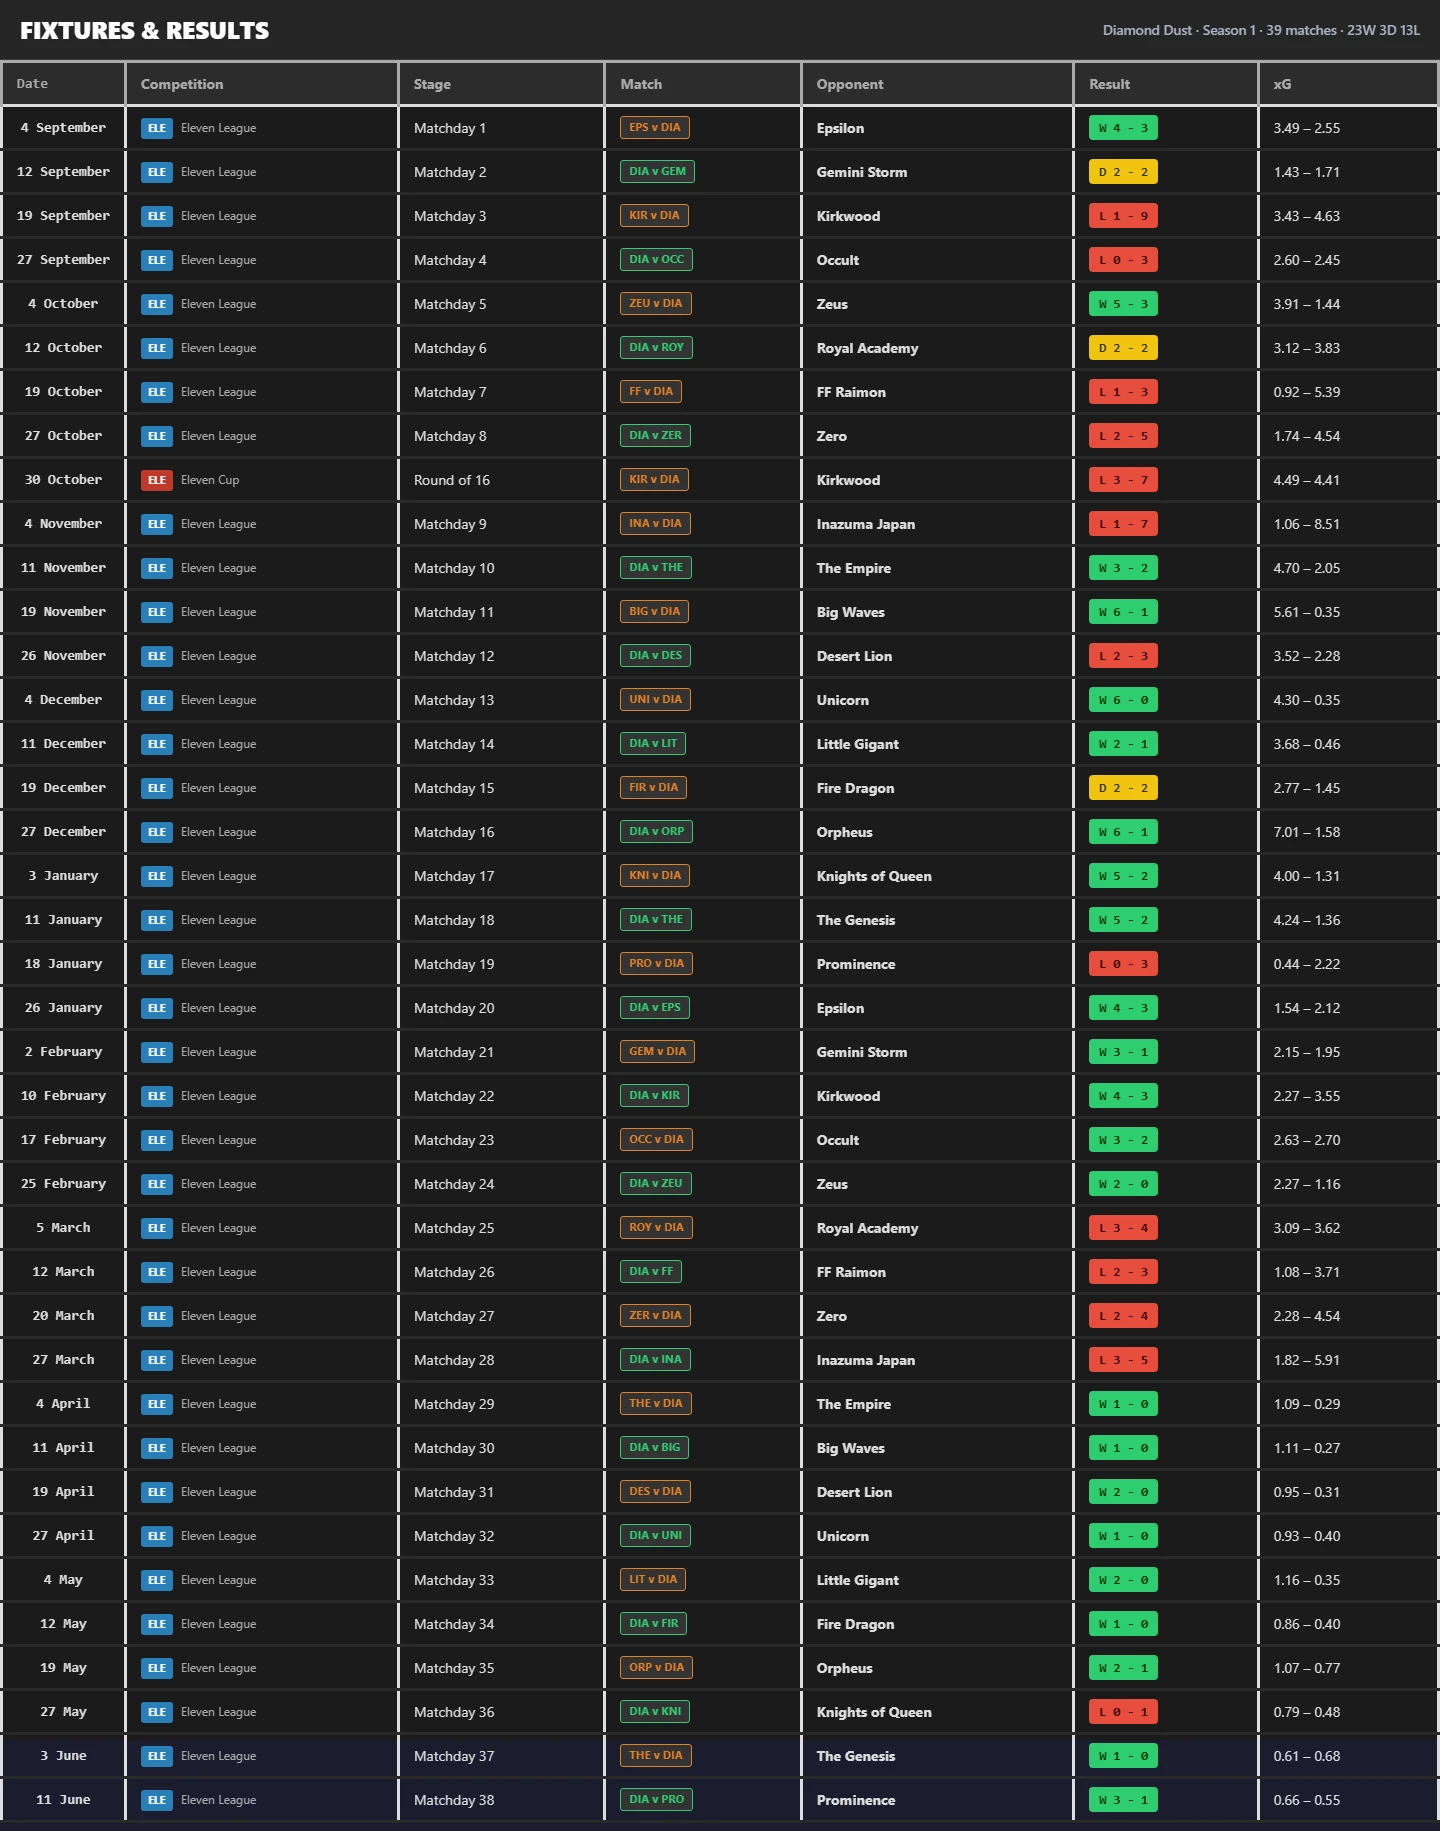 FIXTURES & RESULTS
Diamond Dust · Season 1 · 39 matches · 23W 3D 13L
Date Competition Stage Match Opponent Result xG
4 September ELE Eleven League Matchday 1 EPS v DIA Epsilon W 4 - 3 3.49 – 2.55
12 September ELE Eleven League Matchday 2 DIA v GEM Gemini Storm D 2 - 2 1.43 – 1.71
19 September ELE Eleven League Matchday 3 KIR v DIA Kirkwood L 1 - 9 3.43 – 4.63
27 September ELE Eleven League Matchday 4 DIA v OCC Occult L 0 - 3 2.60 – 2.45
4 October ELE Eleven League Matchday 5 ZEU v DIA Zeus W 5 - 3 3.91 – 1.44
12 October ELE Eleven League Matchday 6 DIA v ROY Royal Academy D 2 - 2 3.12 – 3.83
19 October ELE Eleven League Matchday 7 FF v DIA FF Raimon L 1 - 3 0.92 – 5.39
27 October ELE Eleven League Matchday 8 DIA v ZER Zero L 2 - 5 1.74 – 4.54
30 October ELE Eleven Cup Round of 16 KIR v DIA Kirkwood L 3 - 7 4.49 – 4.41
4 November ELE Eleven League Matchday 9 INA v DIA Inazuma Japan L 1 - 7 1.06 – 8.51
11 November ELE Eleven League Matchday 10 DIA v THE The Empire W 3 - 2 4.70 – 2.05
19 November ELE Eleven League Matchday 11 BIG v DIA Big Waves W 6 - 1 5.61 – 0.35
26 November ELE Eleven League Matchday 12 DIA v DES Desert Lion L 2 - 3 3.52 – 2.28
4 December ELE Eleven League Matchday 13 UNI v DIA Unicorn W 6 - 0 4.30 – 0.35
11 December ELE Eleven League Matchday 14 DIA v LIT Little Gigant W 2 - 1 3.68 – 0.46
19 December ELE Eleven League Matchday 15 FIR v DIA Fire Dragon D 2 - 2 2.77 – 1.45
27 December ELE Eleven League Matchday 16 DIA v ORP Orpheus W 6 - 1 7.01 – 1.58
3 January ELE Eleven League Matchday 17 KNI v DIA Knights of Queen W 5 - 2 4.00 – 1.31
11 January ELE Eleven League Matchday 18 DIA v THE The Genesis W 5 - 2 4.24 – 1.36
18 January ELE Eleven League Matchday 19 PRO v DIA Prominence L 0 - 3 0.44 – 2.22
26 January ELE Eleven League Matchday 20 DIA v EPS Epsilon W 4 - 3 1.54 – 2.12
2 February ELE Eleven League Matchday 21 GEM v DIA Gemini Storm W 3 - 1 2.15 – 1.95
10 February ELE Eleven League Matchday 22 DIA v KIR Kirkwood W 4 - 3 2.27 – 3.55
17 February ELE Eleven League Matchday 23 OCC v DIA Occult W 3 - 2 2.63 – 2.70
25 February ELE Eleven League Matchday 24 DIA v ZEU Zeus W 2 - 0 2.27 – 1.16
5 March ELE Eleven League Matchday 25 ROY v DIA Royal Academy L 3 - 4 3.09 – 3.62
12 March ELE Eleven League Matchday 26 DIA v FF FF Raimon L 2 - 3 1.08 – 3.71
20 March ELE Eleven League Matchday 27 ZER v DIA Zero L 2 - 4 2.28 – 4.54
27 March ELE Eleven League Matchday 28 DIA v INA Inazuma Japan L 3 - 5 1.82 – 5.91
4 April ELE Eleven League Matchday 29 THE v DIA The Empire W 1 - 0 1.09 – 0.29
11 April ELE Eleven League Matchday 30 DIA v BIG Big Waves W 1 - 0 1.11 – 0.27
19 April ELE Eleven League Matchday 31 DES v DIA Desert Lion W 2 - 0 0.95 – 0.31
27 April ELE Eleven League Matchday 32 DIA v UNI Unicorn W 1 - 0 0.93 – 0.40
4 May ELE Eleven League Matchday 33 LIT v DIA Little Gigant W 2 - 0 1.16 – 0.35
12 May ELE Eleven League Matchday 34 DIA v FIR Fire Dragon W 1 - 0 0.86 – 0.40
19 May ELE Eleven League Matchday 35 ORP v DIA Orpheus W 2 - 1 1.07 – 0.77
27 May ELE Eleven League Matchday 36 DIA v KNI Knights of Queen L 0 - 1 0.79 – 0.48
3 June ELE Eleven League Matchday 37 THE v DIA The Genesis W 1 - 0 0.61 – 0.68
11 June ELE Eleven League Matchday 38 DIA v PRO Prominence W 3 - 1 0.66 – 0.55